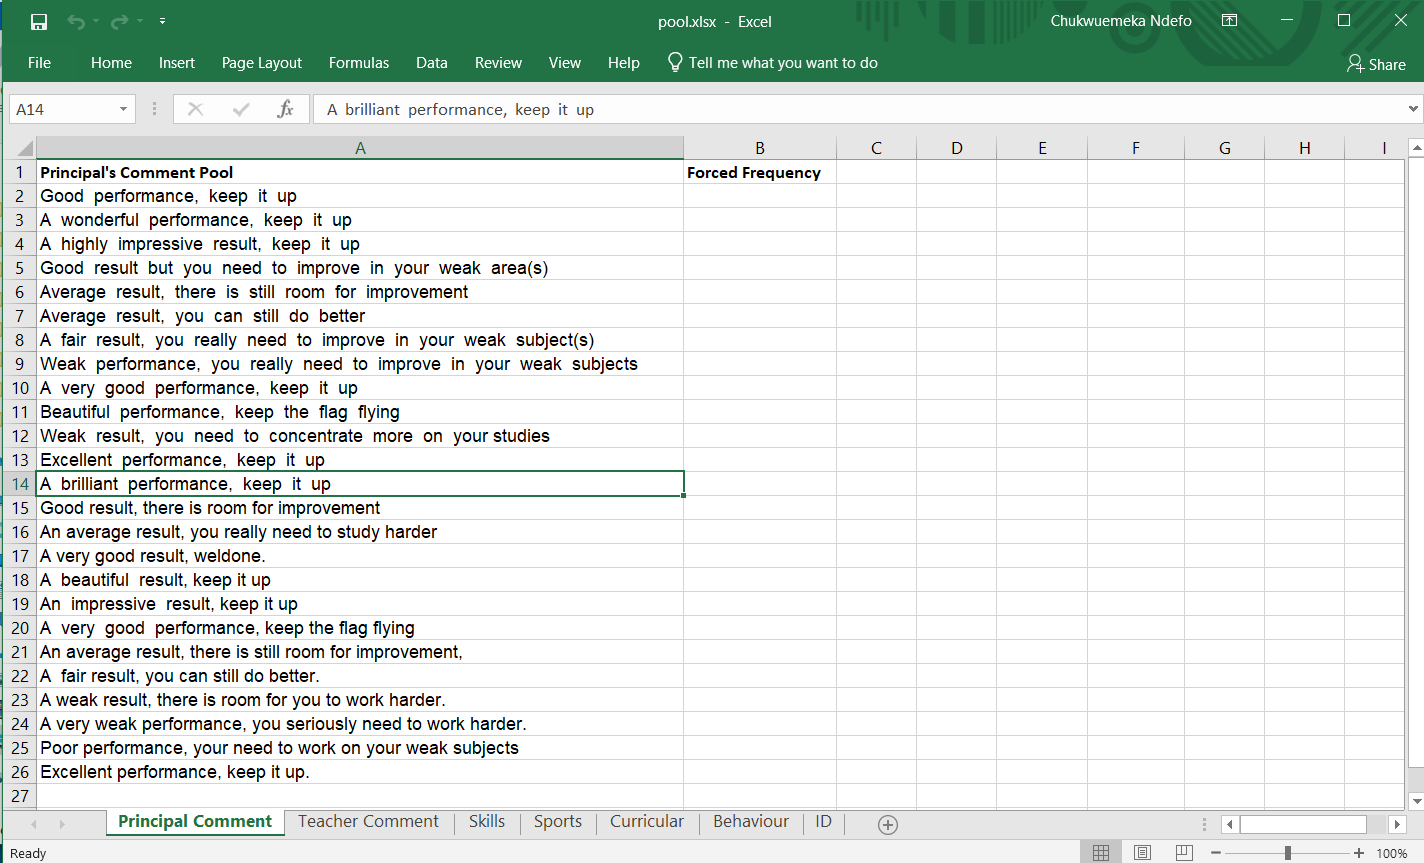 pool.xlsx - Excel
Chukwuemeka Ndefo
File Home Insert Page Layout Formulas Data Review View Help Tell me what you want to do
Share
A14 fx A brilliant performance, keep it up
A B C D E F G H I
1 Principal's Comment Pool Forced Frequency
2 Good performance, keep it up
3 A wonderful performance, keep it up
4 A highly impressive result, keep it up
5 Good result but you need to improve in your weak area(s)
6 Average result, there is still room for improvement
7 Average result, you can still do better
8 A fair result, you really need to improve in your weak subject(s)
9 Weak performance, you really need to improve in your weak subjects
10 A very good performance, keep it up
11 Beautiful performance, keep the flag flying
12 Weak result, you need to concentrate more on your studies
13 Excellent performance, keep it up
14 A brilliant performance, keep it up
15 Good result, there is room for improvement
16 An average result, you really need to study harder
17 A very good result, weldone.
18 A beautiful result, keep it up
19 An impressive result, keep it up
20 A very good performance, keep the flag flying
21 An average result, there is still room for improvement,
22 A fair result, you can still do better.
23 A weak result, there is room for you to work harder.
24 A very weak performance, you seriously need to work harder.
25 Poor performance, your need to work on your weak subjects
26 Excellent performance, keep it up.
27
Principal Comment Teacher Comment Skills Sports Curricular Behaviour ID
Ready 100%